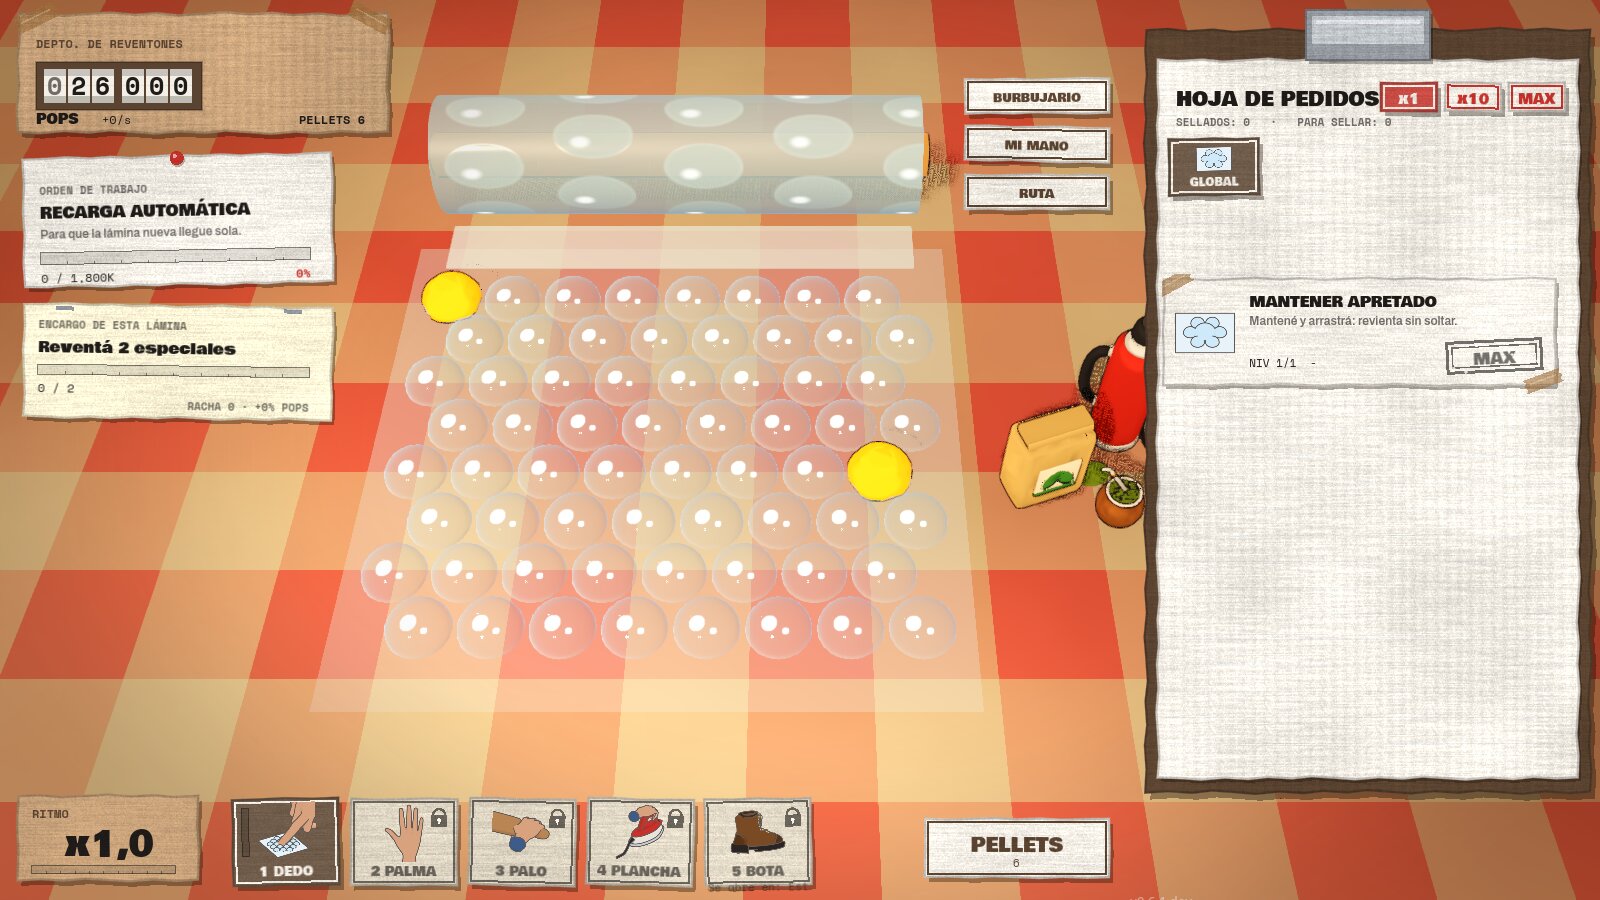 DEPTO. DE REVENTONES
026000
POPS +0/s PELLETS 6
ORDEN DE TRABAJO
RECARGA AUTOMÁTICA
Para que la lámina nueva llegue sola.
0 / 1.800K 0%
ENCARGO DE ESTA LÁMINA
Reventá 2 especiales
0 / 2
RACHA 0 · +0% POPS
BURBUJARIO
MI MANO
RUTA
HOJA DE PEDIDOS x1 x10 MAX
SELLADOS: 0 · PARA SELLAR: 0
GLOBAL
MANTENER APRETADO
Mantené y arrastrá: revienta sin soltar.
NIV 1/1 -
MAX
RITMO
x1,0
1 DEDO
2 PALMA
3 PALO
4 PLANCHA
5 BOTA
Se abre en: Est
PELLETS
6